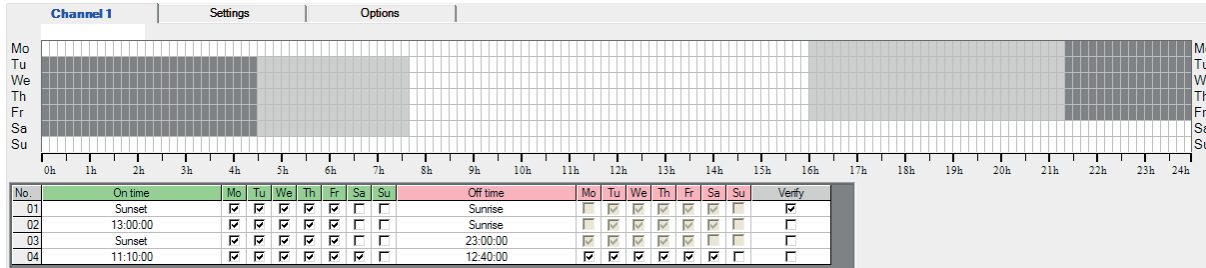 Channel 1 Settings Options
Mo Mo
Tu Tu
We W
Th Th
Fr Fr
Sa Sa
Su Su
0h 1h 2h 3h 4h 5h 6h 7h 8h 9h 10h 11h 12h 13h 14h 15h 16h 17h 18h 19h 20h 21h 22h 23h 24h
No. On time Mo Tu We Th Fr Sa Su Off time Mo Tu We Th Fr Sa Su Verify
01 Sunset Sunrise
02 13:00:00 Sunrise
03 Sunset 23:00:00
04 11:10:00 12:40:00